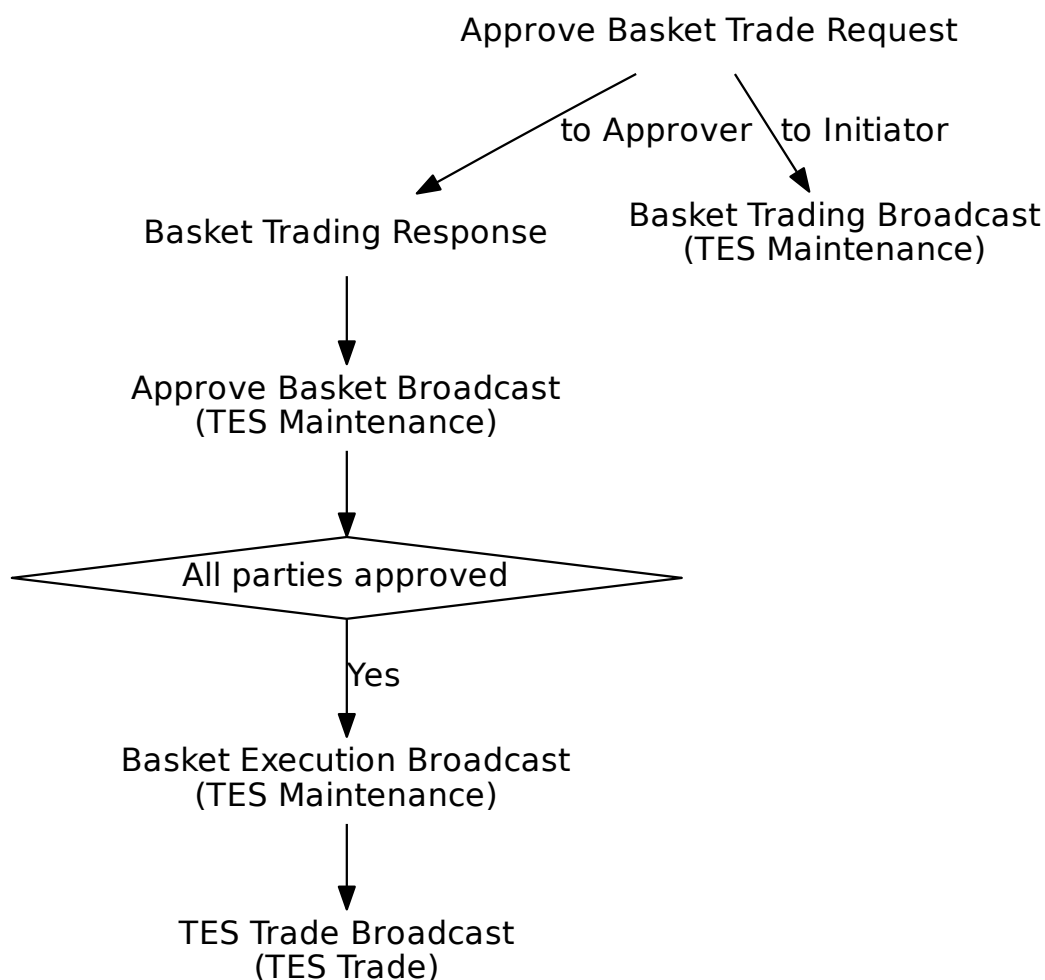 Approve Basket Trade Request
to Approver
to Initiator
Basket Trading Response
Basket Trading Broadcast
(TES Maintenance)
Approve Basket Broadcast
(TES Maintenance)
All parties approved
Yes
Basket Execution Broadcast
(TES Maintenance)
TES Trade Broadcast
(TES Trade)